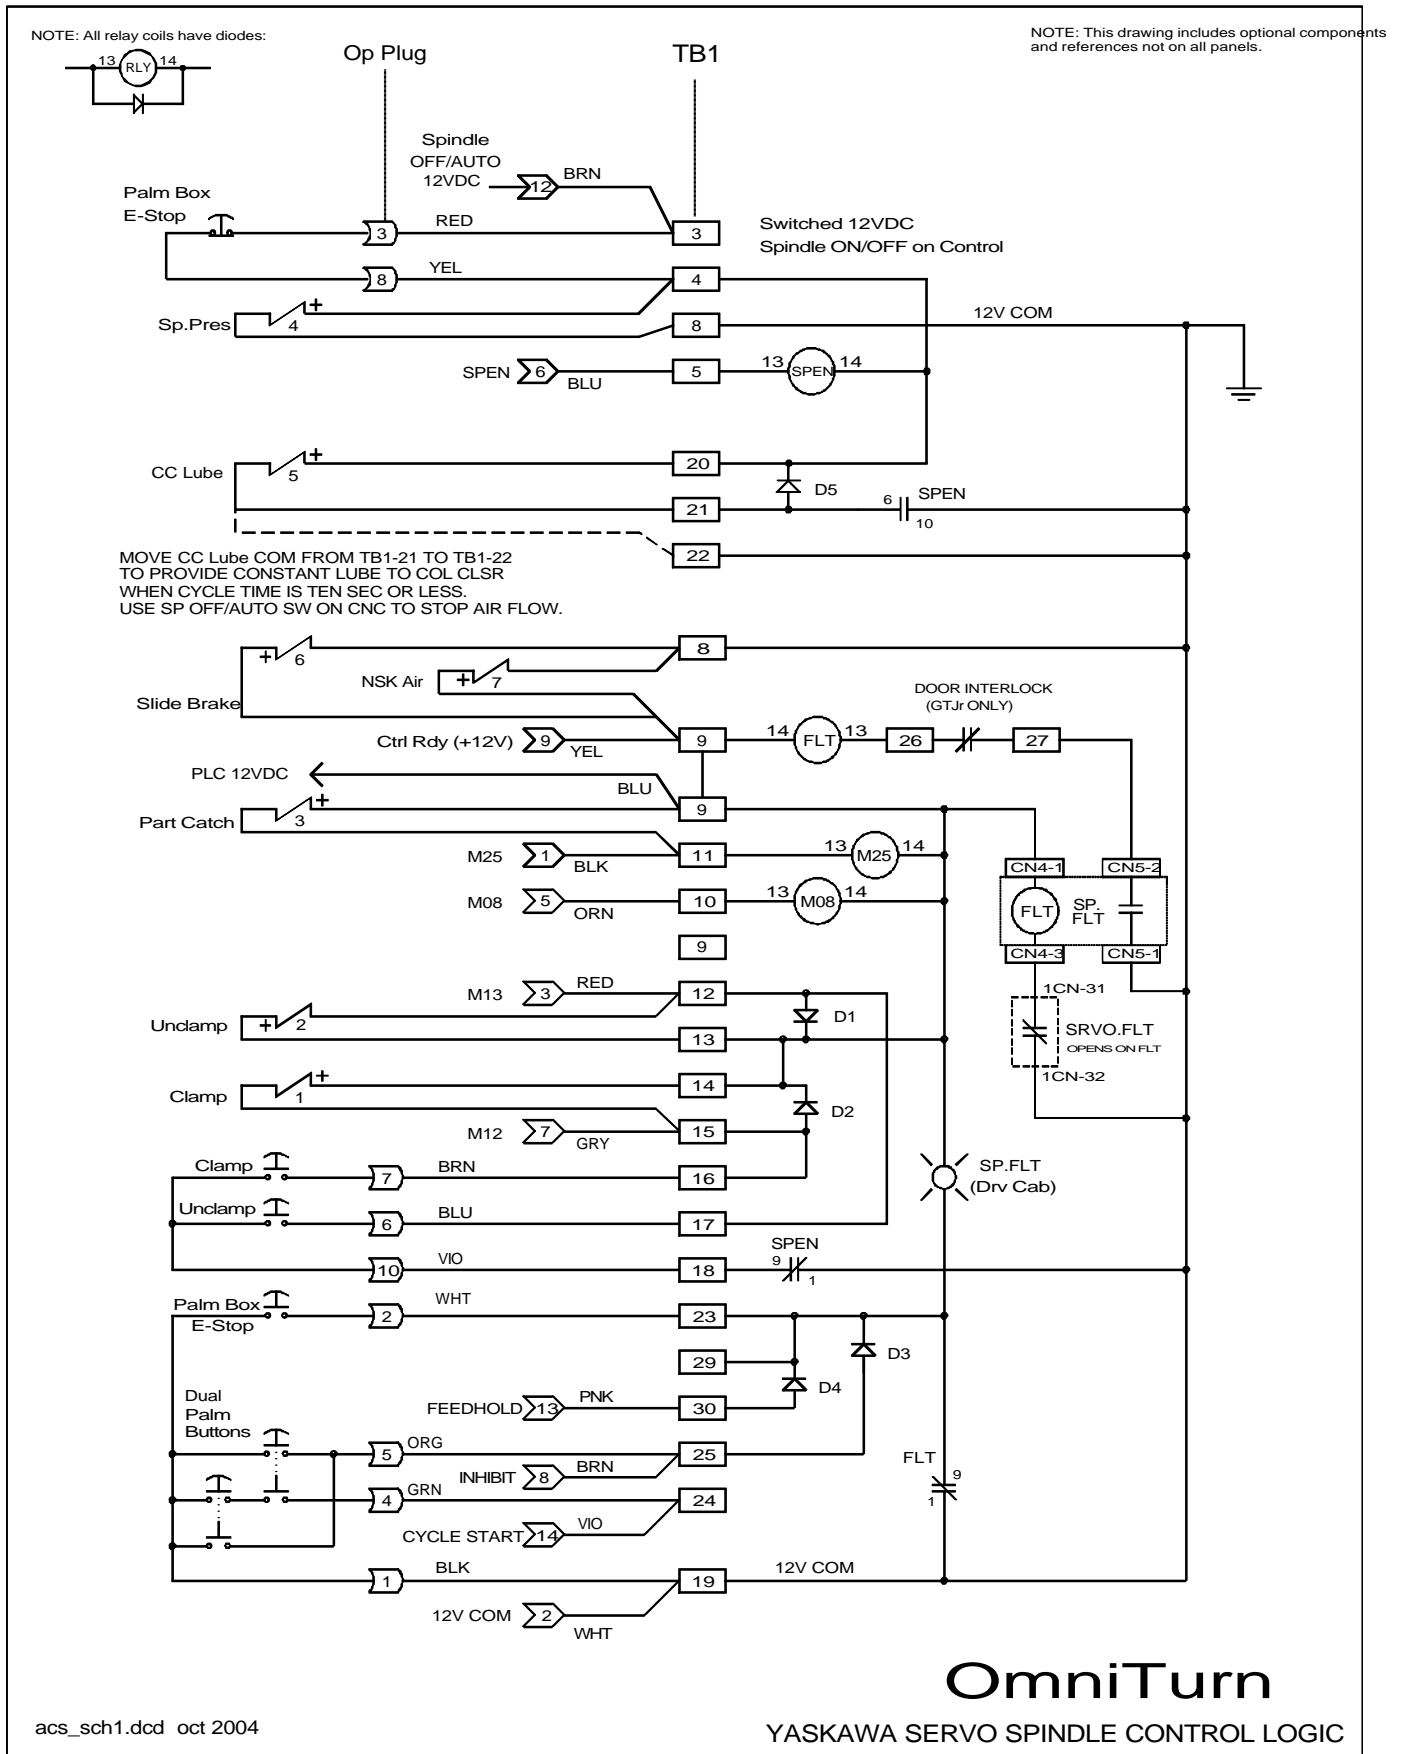 NOTE: All relay coils have diodes:
13 RLY 14
Op Plug
TB1
NOTE: This drawing includes optional components
and references not on all panels.
Spindle
OFF/AUTO
12VDC
12 BRN
Palm Box
E-Stop
3 RED 3
Switched 12VDC
Spindle ON/OFF on Control
8 YEL 4
Sp.Pres 4 + 8 12V COM
SPEN 6 BLU 5 13 SPEN 14
CC Lube 5 + 20
D5
21 6 SPEN 10
22
MOVE CC Lube COM FROM TB1-21 TO TB1-22
TO PROVIDE CONSTANT LUBE TO COL CLSR
WHEN CYCLE TIME IS TEN SEC OR LESS.
USE SP OFF/AUTO SW ON CNC TO STOP AIR FLOW.
+ 6 8
NSK Air + 7
Slide Brake
DOOR INTERLOCK
(GTJr ONLY)
Ctrl Rdy (+12V) 9 YEL 9 14 FLT 13 26 27
PLC 12VDC BLU
Part Catch 3 + 9
M25 1 BLK 11 13 M25 14
CN4-1 CN5-2
M08 5 ORN 10 13 M08 14
FLT SP.
FLT
9
CN4-3 CN5-1
M13 3 RED 12
1CN-31
Unclamp + 2 D1
13
SRVO.FLT
OPENS ON FLT
1CN-32
Clamp 1 + 14
D2
M12 7 GRY 15
Clamp 7 BRN 16
SP.FLT
(Drv Cab)
Unclamp 6 BLU 17
10 VIO 18 SPEN 9 1
Palm Box
E-Stop
2 WHT 23
29 D3
D4
FEEDHOLD 13 PNK 30
Dual
Palm
Buttons
5 ORG 25
INHIBIT 8 BRN
FLT 9 1
4 GRN 24
CYCLE START 14 VIO
1 BLK 19 12V COM
12V COM 2 WHT
OmniTurn
acs_sch1.dcd oct 2004
YASKAWA SERVO SPINDLE CONTROL LOGIC